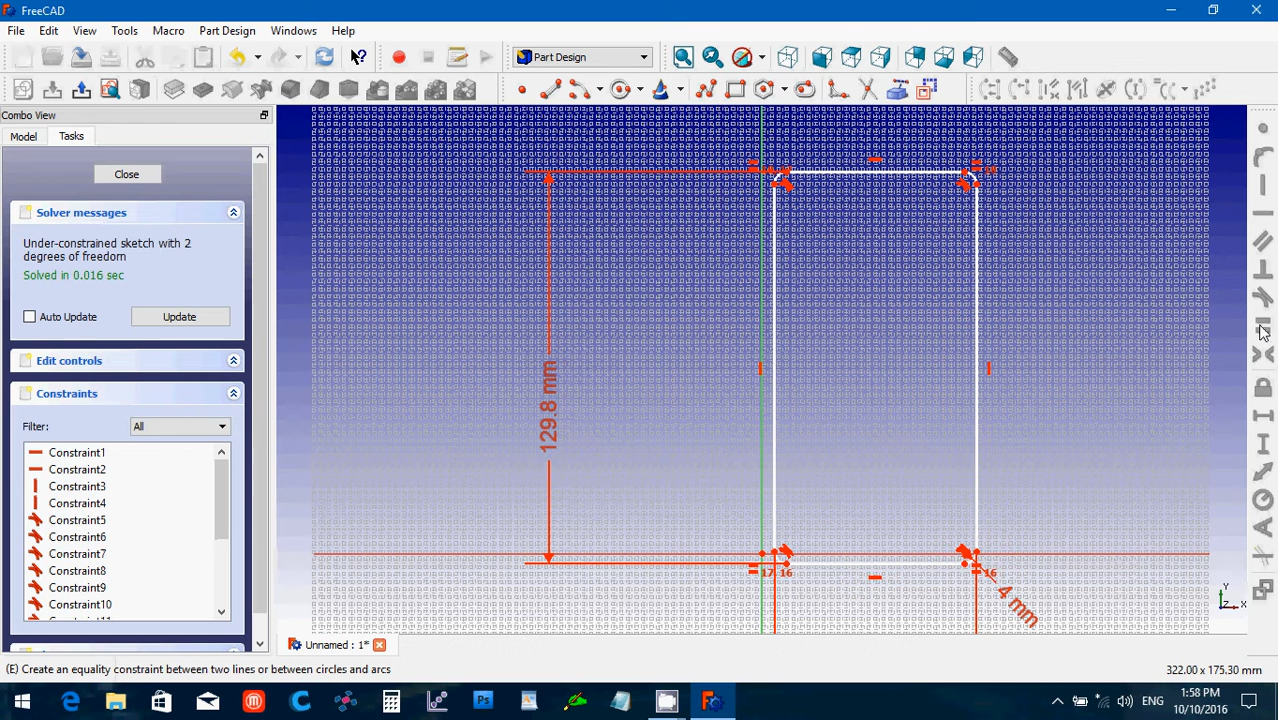 FreeCAD
File Edit View Tools Macro Part Design Windows Help
Part Design
Combo View
Model Tasks
Close
Solver messages
Under-constrained sketch with 2
degrees of freedom
Solved in 0.016 sec
Auto Update Update
Edit controls
Constraints
Filter: All
Constraint1
Constraint2
Constraint3
Constraint4
Constraint5
Constraint6
Constraint7
Constraint8
Constraint9
Constraint10
129.8 mm
17 16
16
4 mm
Y
Z X
Unnamed : 1*
(E) Create an equality constraint between two lines or between circles and arcs
322.00 x 175.30 mm
ENG
1:58 PM
10/10/2016